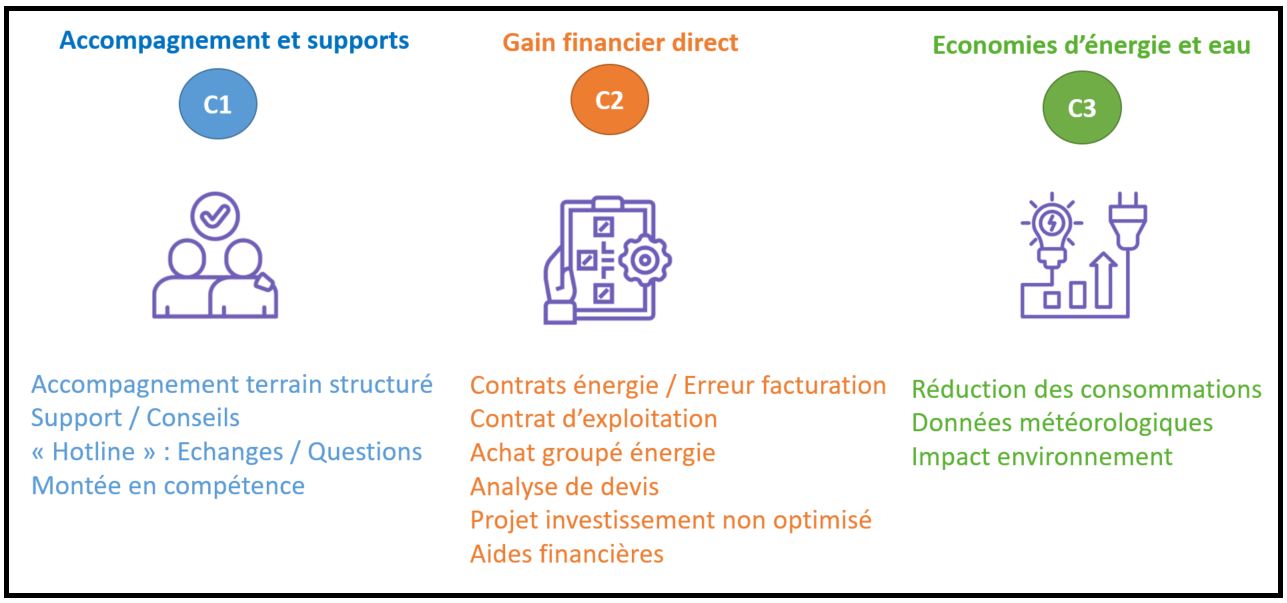 Accompagnement et supports
C1
Accompagnement terrain structuré
Support / Conseils
« Hotline » : Echanges / Questions
Montée en compétence
Gain financier direct
C2
Contrats énergie / Erreur facturation
Contrat d’exploitation
Achat groupé énergie
Analyse de devis
Projet investissement non optimisé
Aides financières
Economies d’énergie et eau
C3
Réduction des consommations
Données météorologiques
Impact environnement